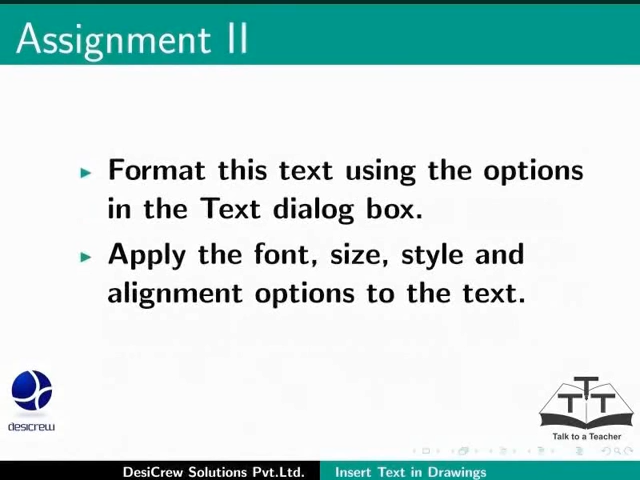 Assignment II
Format this text using the options
in the Text dialog box.
Apply the font, size, style and
alignment options to the text.
desicrew
TTT
Talk to a Teacher
DesiCrew Solutions Pvt.Ltd.
Insert Text in Drawings